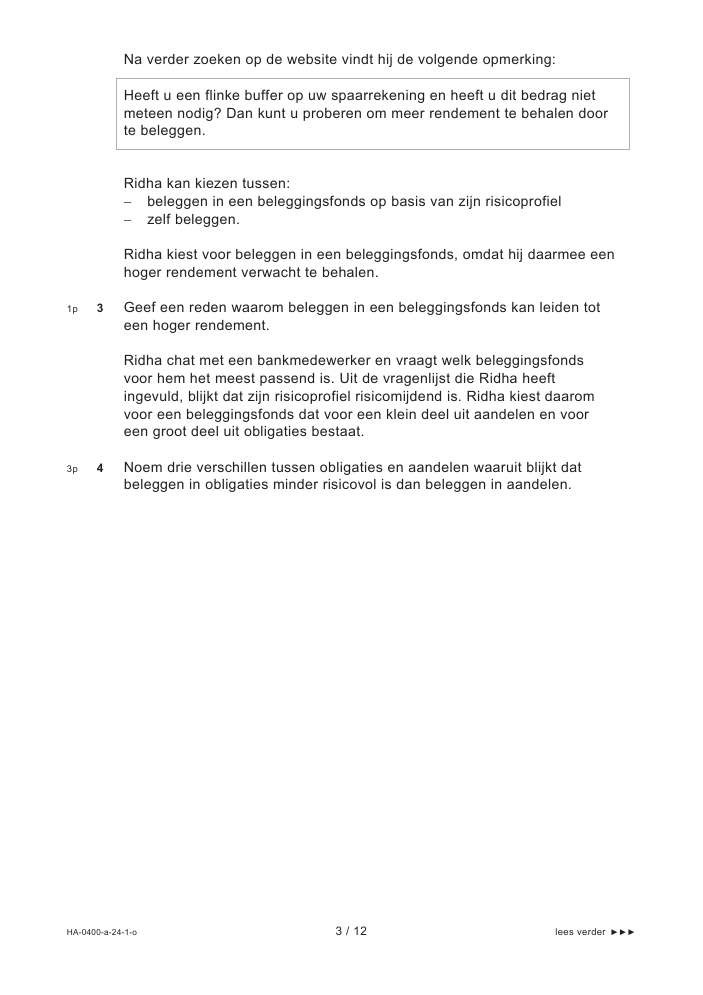 Na verder zoeken op de website vindt hij de volgende opmerking:
Heeft u een flinke buffer op uw spaarrekening en heeft u dit bedrag niet
meteen nodig? Dan kunt u proberen om meer rendement te behalen door
te beleggen.
Ridha kan kiezen tussen:
– beleggen in een beleggingsfonds op basis van zijn risicoprofiel
– zelf beleggen.
Ridha kiest voor beleggen in een beleggingsfonds, omdat hij daarmee een
hoger rendement verwacht te behalen.
1p 3 Geef een reden waarom beleggen in een beleggingsfonds kan leiden tot
een hoger rendement.
Ridha chat met een bankmedewerker en vraagt welk beleggingsfonds
voor hem het meest passend is. Uit de vragenlijst die Ridha heeft
ingevuld, blijkt dat zijn risicoprofiel risicomijdend is. Ridha kiest daarom
voor een beleggingsfonds dat voor een klein deel uit aandelen en voor
een groot deel uit obligaties bestaat.
3p 4 Noem drie verschillen tussen obligaties en aandelen waaruit blijkt dat
beleggen in obligaties minder risicovol is dan beleggen in aandelen.
HA-0400-a-24-1-o 3 / 12 lees verder ►►►